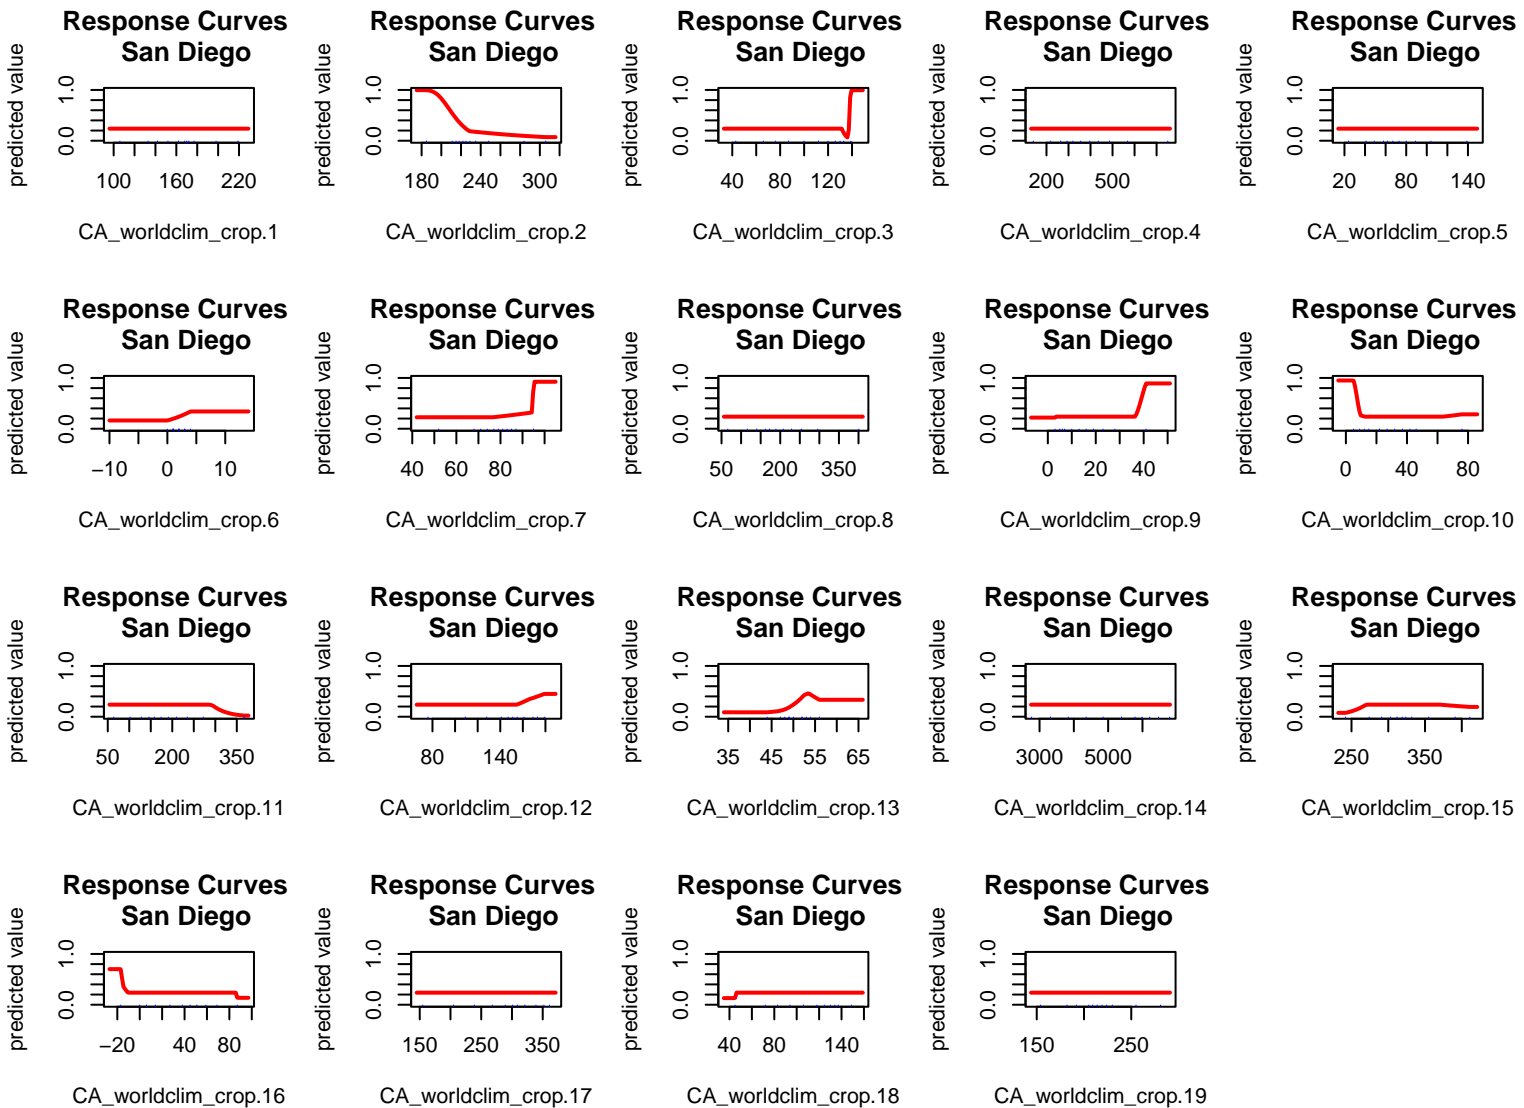 Response Curves
San Diego
predicted value
0.0 1.0
100 160 220
CA_worldclim_crop.1
Response Curves
San Diego
predicted value
0.0 1.0
180 240 300
CA_worldclim_crop.2
Response Curves
San Diego
predicted value
0.0 1.0
40 80 120
CA_worldclim_crop.3
Response Curves
San Diego
predicted value
0.0 1.0
200 500
CA_worldclim_crop.4
Response Curves
San Diego
predicted value
0.0 1.0
20 80 140
CA_worldclim_crop.5
Response Curves
San Diego
predicted value
0.0 1.0
−10 0 10
CA_worldclim_crop.6
Response Curves
San Diego
predicted value
0.0 1.0
40 60 80
CA_worldclim_crop.7
Response Curves
San Diego
predicted value
0.0 1.0
50 200 350
CA_worldclim_crop.8
Response Curves
San Diego
predicted value
0.0 1.0
0 20 40
CA_worldclim_crop.9
Response Curves
San Diego
predicted value
0.0 1.0
0 40 80
CA_worldclim_crop.10
Response Curves
San Diego
predicted value
0.0 1.0
50 200 350
CA_worldclim_crop.11
Response Curves
San Diego
predicted value
0.0 1.0
80 140
CA_worldclim_crop.12
Response Curves
San Diego
predicted value
0.0 1.0
35 45 55 65
CA_worldclim_crop.13
Response Curves
San Diego
predicted value
0.0 1.0
3000 5000
CA_worldclim_crop.14
Response Curves
San Diego
predicted value
0.0 1.0
250 350
CA_worldclim_crop.15
Response Curves
San Diego
predicted value
0.0 1.0
−20 40 80
CA_worldclim_crop.16
Response Curves
San Diego
predicted value
0.0 1.0
150 250 350
CA_worldclim_crop.17
Response Curves
San Diego
predicted value
0.0 1.0
40 80 140
CA_worldclim_crop.18
Response Curves
San Diego
predicted value
0.0 1.0
150 250
CA_worldclim_crop.19